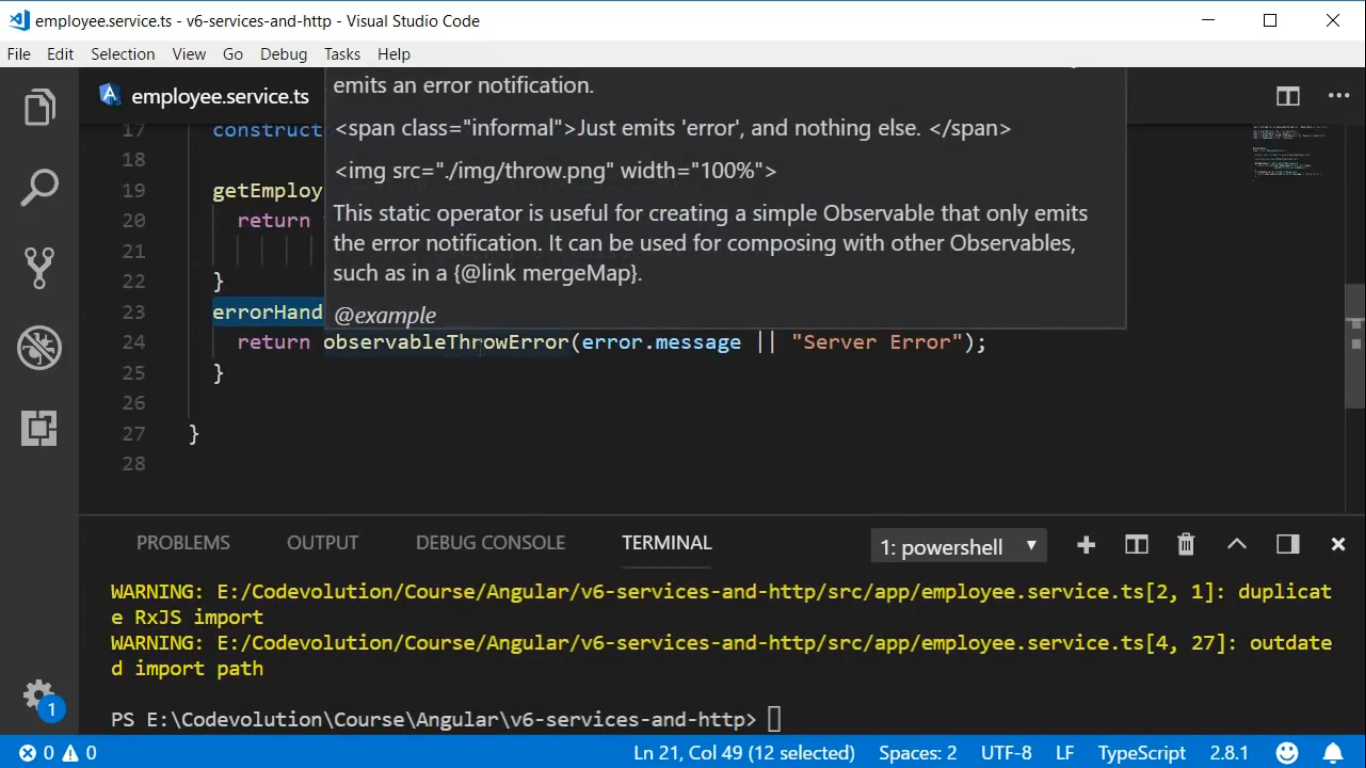 employee.service.ts - v6-services-and-http - Visual Studio Code
File Edit Selection View Go Debug Tasks Help
employee.service.ts
emits an error notification.
<span class="informal">Just emits 'error', and nothing else. </span>
<img src="./img/throw.png" width="100%">
This static operator is useful for creating a simple Observable that only emits
the error notification. It can be used for composing with other Observables,
such as in a {@link mergeMap}.
@example
17 construct
18
19 getEmploy
20 return
21
22 }
23 errorHand
24 return observableThrowError(error.message || "Server Error");
25 }
26
27 }
28
PROBLEMS OUTPUT DEBUG CONSOLE TERMINAL 1: powershell
WARNING: E:/Codevolution/Course/Angular/v6-services-and-http/src/app/employee.service.ts[2, 1]: duplicat
e RxJS import
WARNING: E:/Codevolution/Course/Angular/v6-services-and-http/src/app/employee.service.ts[4, 27]: outdate
d import path
PS E:\Codevolution\Course\Angular\v6-services-and-http>
1
0 0 Ln 21, Col 49 (12 selected) Spaces: 2 UTF-8 LF TypeScript 2.8.1